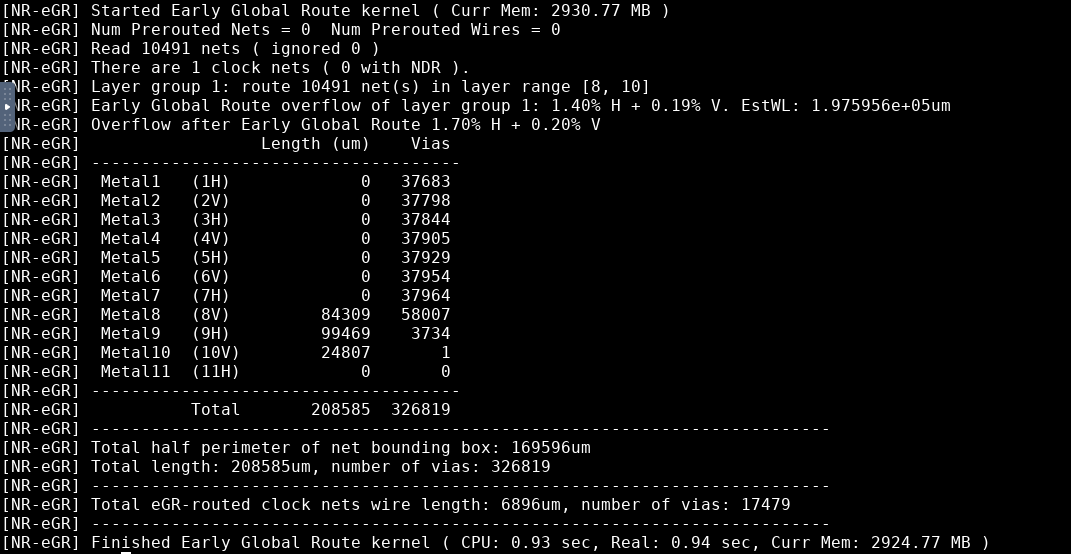 [NR-eGR] Started Early Global Route kernel ( Curr Mem: 2930.77 MB )
[NR-eGR] Num Prerouted Nets = 0  Num Prerouted Wires = 0
[NR-eGR] Read 10491 nets ( ignored 0 )
[NR-eGR] There are 1 clock nets ( 0 with NDR ).
[NR-eGR] Layer group 1: route 10491 net(s) in layer range [8, 10]
NR-eGR] Early Global Route overflow of layer group 1: 1.40% H + 0.19% V. EstWL: 1.975956e+05um
NR-eGR] Overflow after Early Global Route 1.70% H + 0.20% V
[NR-eGR]                  Length (um)    Vias
[NR-eGR] -------------------------------------
[NR-eGR]  Metal1   (1H)             0   37683
[NR-eGR]  Metal2   (2V)             0   37798
[NR-eGR]  Metal3   (3H)             0   37844
[NR-eGR]  Metal4   (4V)             0   37905
[NR-eGR]  Metal5   (5H)             0   37929
[NR-eGR]  Metal6   (6V)             0   37954
[NR-eGR]  Metal7   (7H)             0   37964
[NR-eGR]  Metal8   (8V)         84309   58007
[NR-eGR]  Metal9   (9H)         99469    3734
[NR-eGR]  Metal10  (10V)        24807       1
[NR-eGR]  Metal11  (11H)            0       0
[NR-eGR] -------------------------------------
[NR-eGR]           Total       208585  326819
[NR-eGR] --------------------------------------------------------------------------
[NR-eGR] Total half perimeter of net bounding box: 169596um
[NR-eGR] Total length: 208585um, number of vias: 326819
[NR-eGR] --------------------------------------------------------------------------
[NR-eGR] Total eGR-routed clock nets wire length: 6896um, number of vias: 17479
[NR-eGR] --------------------------------------------------------------------------
[NR-eGR] Finished Early Global Route kernel ( CPU: 0.93 sec, Real: 0.94 sec, Curr Mem: 2924.77 MB )